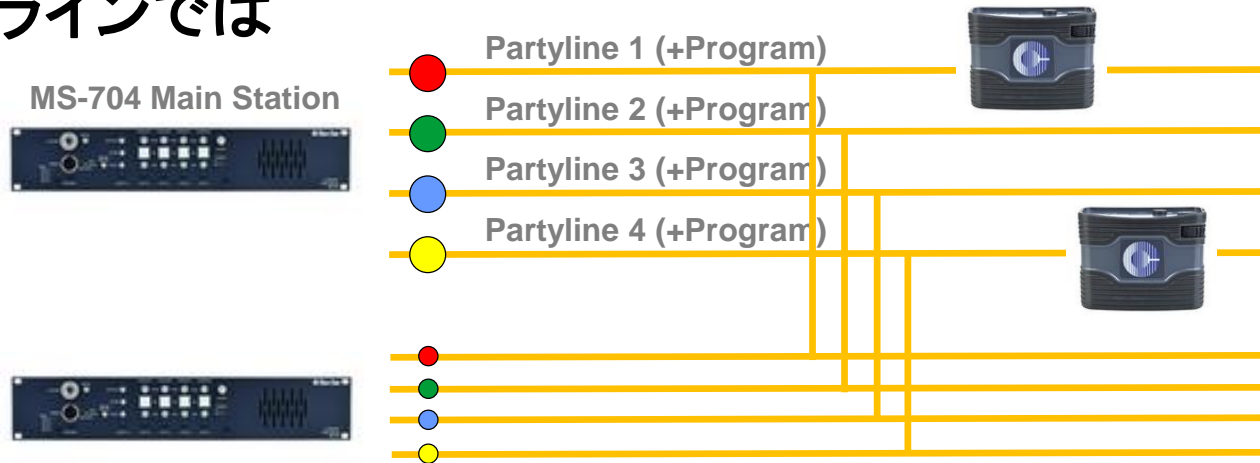 ラインでは
MS-704 Main Station
Partyline 1 (+Program)
Partyline 2 (+Program)
Partyline 3 (+Program)
Partyline 4 (+Program)